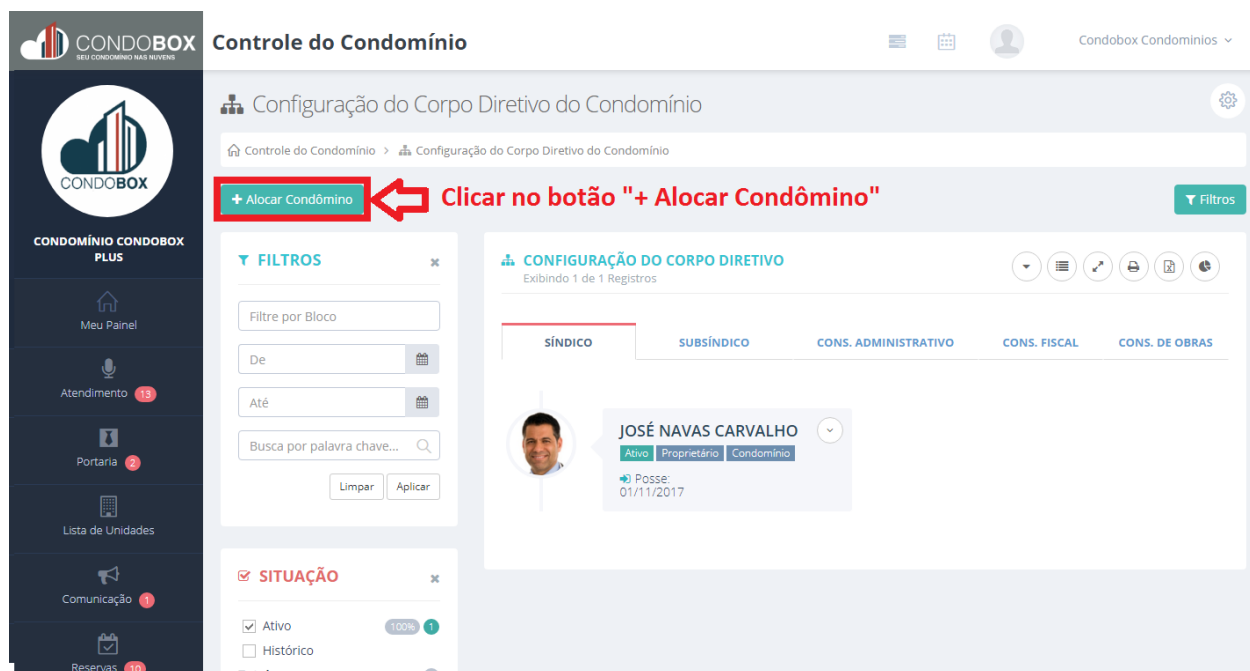 CONDOBOX
SEU CONDOMÍNIO NAS NUVENS
Controle do Condomínio
Condobox Condominios
Configuração do Corpo Diretivo do Condomínio
Controle do Condomínio > Configuração do Corpo Diretivo do Condomínio
CONDOBOX
+ Alocar Condômino
Clicar no botão "+ Alocar Condômino"
Filtros
CONDOMÍNIO CONDOBOX
PLUS
Meu Painel
Atendimento 13
Portaria 2
Lista de Unidades
Comunicação 1
Reservas 10
FILTROS
Filtre por Bloco
De
Até
Busca por palavra chave...
Limpar Aplicar
SITUAÇÃO
Ativo 100% 1
Histórico
CONFIGURAÇÃO DO CORPO DIRETIVO
Exibindo 1 de 1 Registros
SÍNDICO SUBSÍNDICO CONS. ADMINISTRATIVO CONS. FISCAL CONS. DE OBRAS
JOSÉ NAVAS CARVALHO
Ativo Proprietário Condomínio
Posse:
01/11/2017